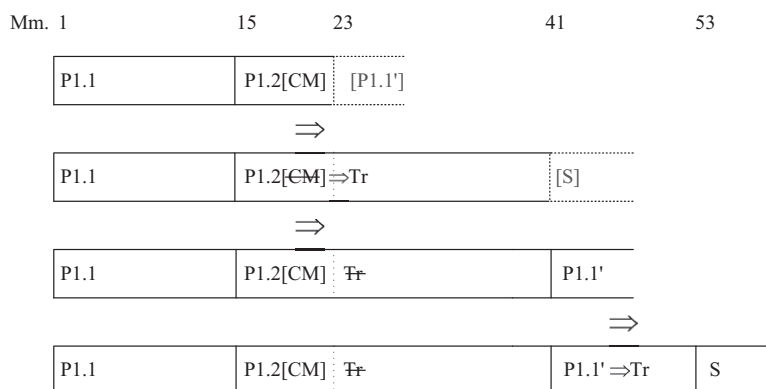 Mm. 1 15 23 41 53
P1.1 P1.2[CM] [P1.1']
⇒
P1.1 P1.2[CM] ⇒Tr [S]
⇒
P1.1 P1.2[CM] Tr P1.1'
⇒
P1.1 P1.2[CM] Tr P1.1' ⇒Tr S